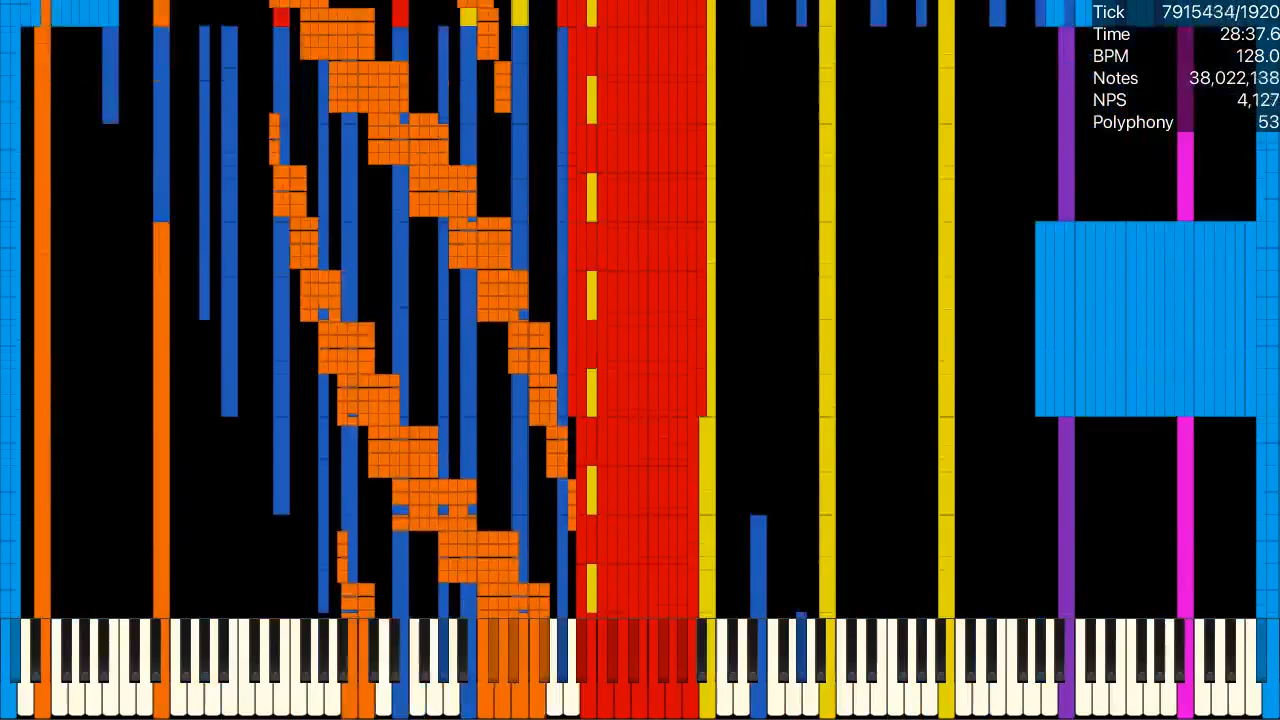 Tick 7915434/1920
Time 28:37.6
BPM 128.0
Notes 38,022,138
NPS 4,127
Polyphony 53